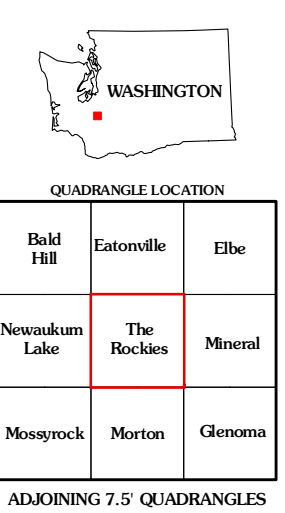 WASHINGTON
QUADRANGLE LOCATION
Bald
Hill
Eatonville
Elbe
Newaukum
Lake
The
Rockies
Mineral
Mossyrock
Morton
Glenoma
ADJOINING 7.5' QUADRANGLES